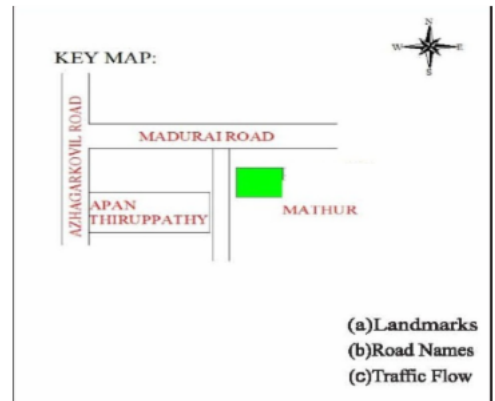 N
W E
S
KEY MAP:
AZHAGARKOVIL ROAD
MADURAI ROAD
APAN
THIRUPPATHY
MATHUR
(a)Landmarks
(b)Road Names
(c)Traffic Flow